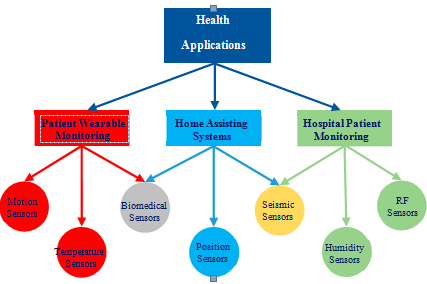 Health
Applications
Patient Wearable
Monitoring
Home Assisting
Systems
Hospital Patient
Monitoring
Motion
Sensors
Temperature
Sensors
Biomedical
Sensors
Position
Sensors
Seismic
Sensors
Humidity
Sensors
RF
Sensors